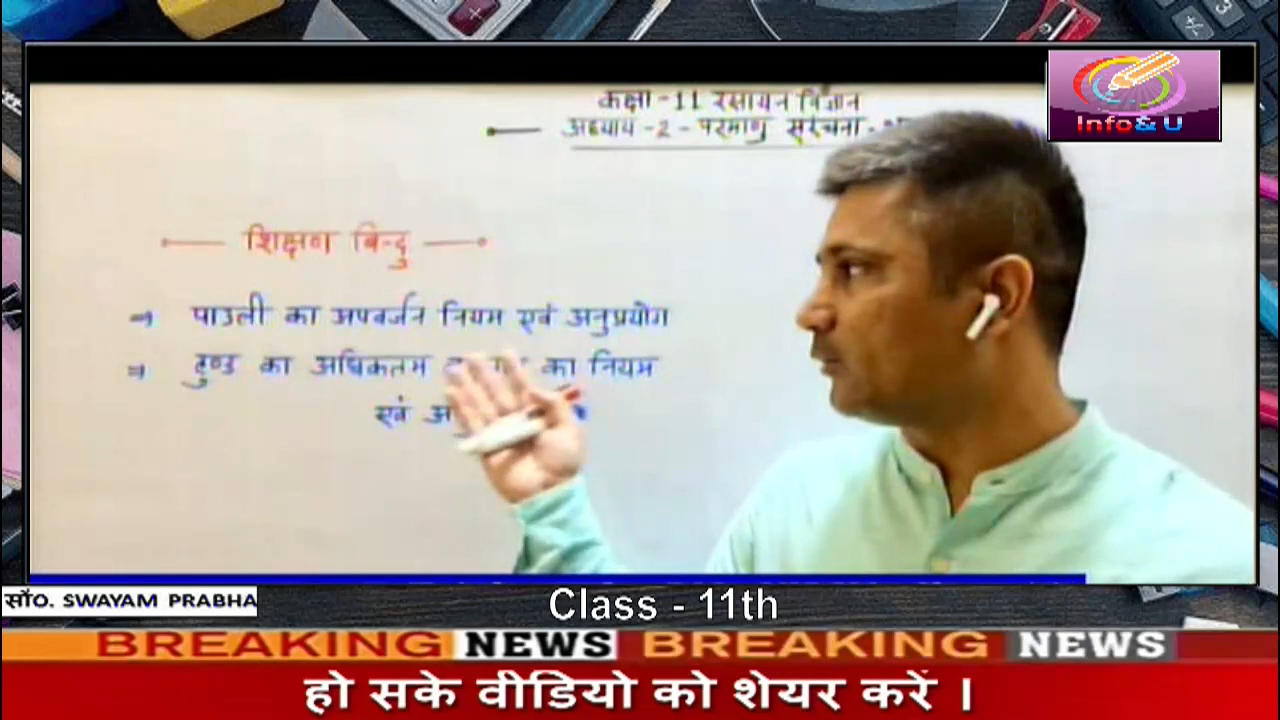 कक्षा -11 रसायन विज्ञान
अध्याय -2 - परमाणु संरचना -
Info& U
शिक्षण बिन्दु
⇒ पाउली का अपवर्जन नियम एवं अनुप्रयोग
⇒ हुण्ड का अधिकतम का नियम
एवं
सौO. SWAYAM PRABHA
Class - 11th
BREAKING NEWS BREAKING NEWS
हो सके वीडियो को शेयर करें ।